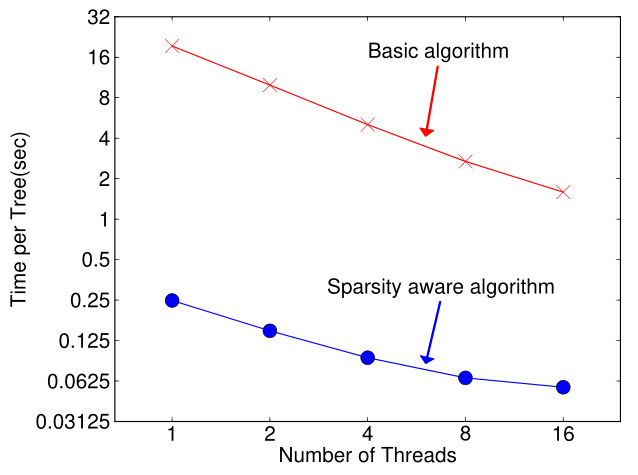 32
16
8
4
2
1
0.5
0.25
0.125
0.0625
0.03125
Time per Tree(sec)
Basic algorithm
Sparsity aware algorithm
1 2 4 8 16
Number of Threads